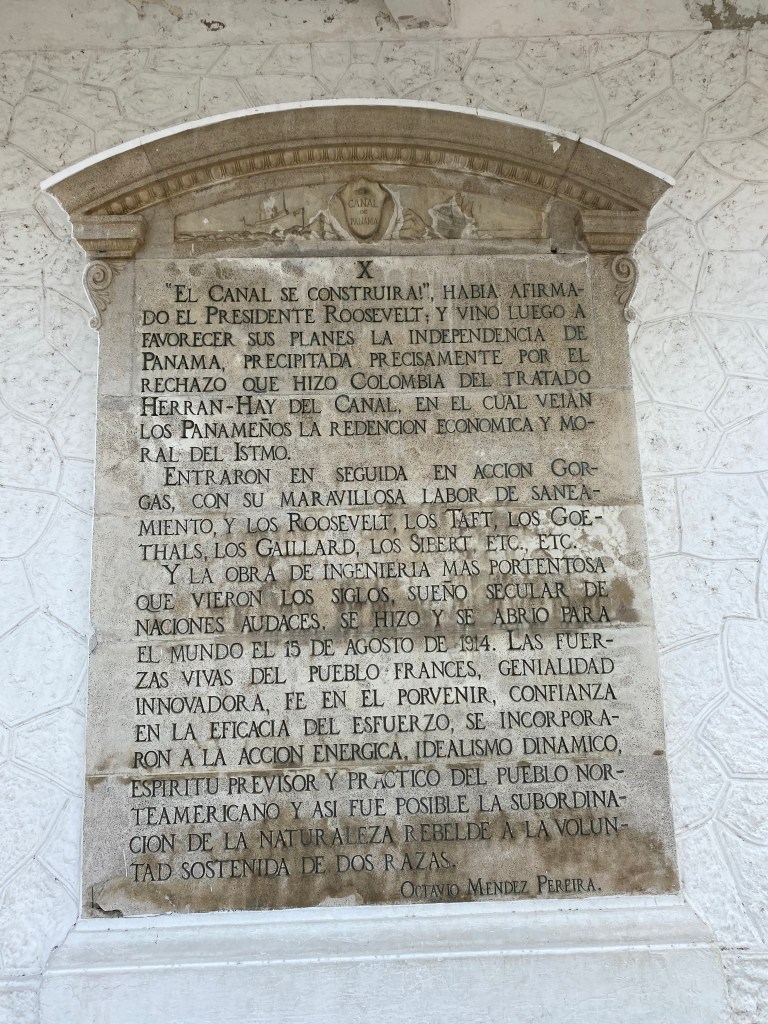 CANAL
DE
PANAMA
X
"EL CANAL SE CONSTRUIRA!", HABIA AFIRMA-
DO EL PRESIDENTE ROOSEVELT; Y VINO LUEGO A
FAVORECER SUS PLANES LA INDEPENDENCIA DE
PANAMA, PRECIPITADA PRECISAMENTE POR EL
RECHAZO QUE HIZO COLOMBIA DEL TRATADO
HERRAN-HAY DEL CANAL, EN EL CUAL VEIAN
LOS PANAMEÑOS LA REDENCION ECONOMICA Y MO-
RAL DEL ISTMO.
ENTRARON EN SEGUIDA EN ACCION GOR-
GAS, CON SU MARAVILLOSA LABOR DE SANEA-
MIENTO, Y LOS ROOSEVELT, LOS TAFT, LOS GOE-
THALS, LOS GAILLARD, LOS SIBERT, ETC., ETC.
Y LA OBRA DE INGENIERIA MAS PORTENTOSA
QUE VIERON LOS SIGLOS, SUEÑO SECULAR DE
NACIONES AUDACES, SE HIZO Y SE ABRIO PARA
EL MUNDO EL 15 DE AGOSTO DE 1914. LAS FUER-
ZAS VIVAS DEL PUEBLO FRANCES, GENIALIDAD
INNOVADORA, FE EN EL PORVENIR, CONFIANZA
EN LA EFICACIA DEL ESFUERZO, SE INCORPORA-
RON A LA ACCION ENERGICA, IDEALISMO DINAMICO,
ESPIRITU PREVISOR Y PRACTICO DEL PUEBLO NOR-
TEAMERICANO Y ASI FUE POSIBLE LA SUBORDINA-
CION DE LA NATURALEZA REBELDE A LA VOLUN-
TAD SOSTENIDA DE DOS RAZAS.
OCTAVIO MENDEZ PEREIRA.